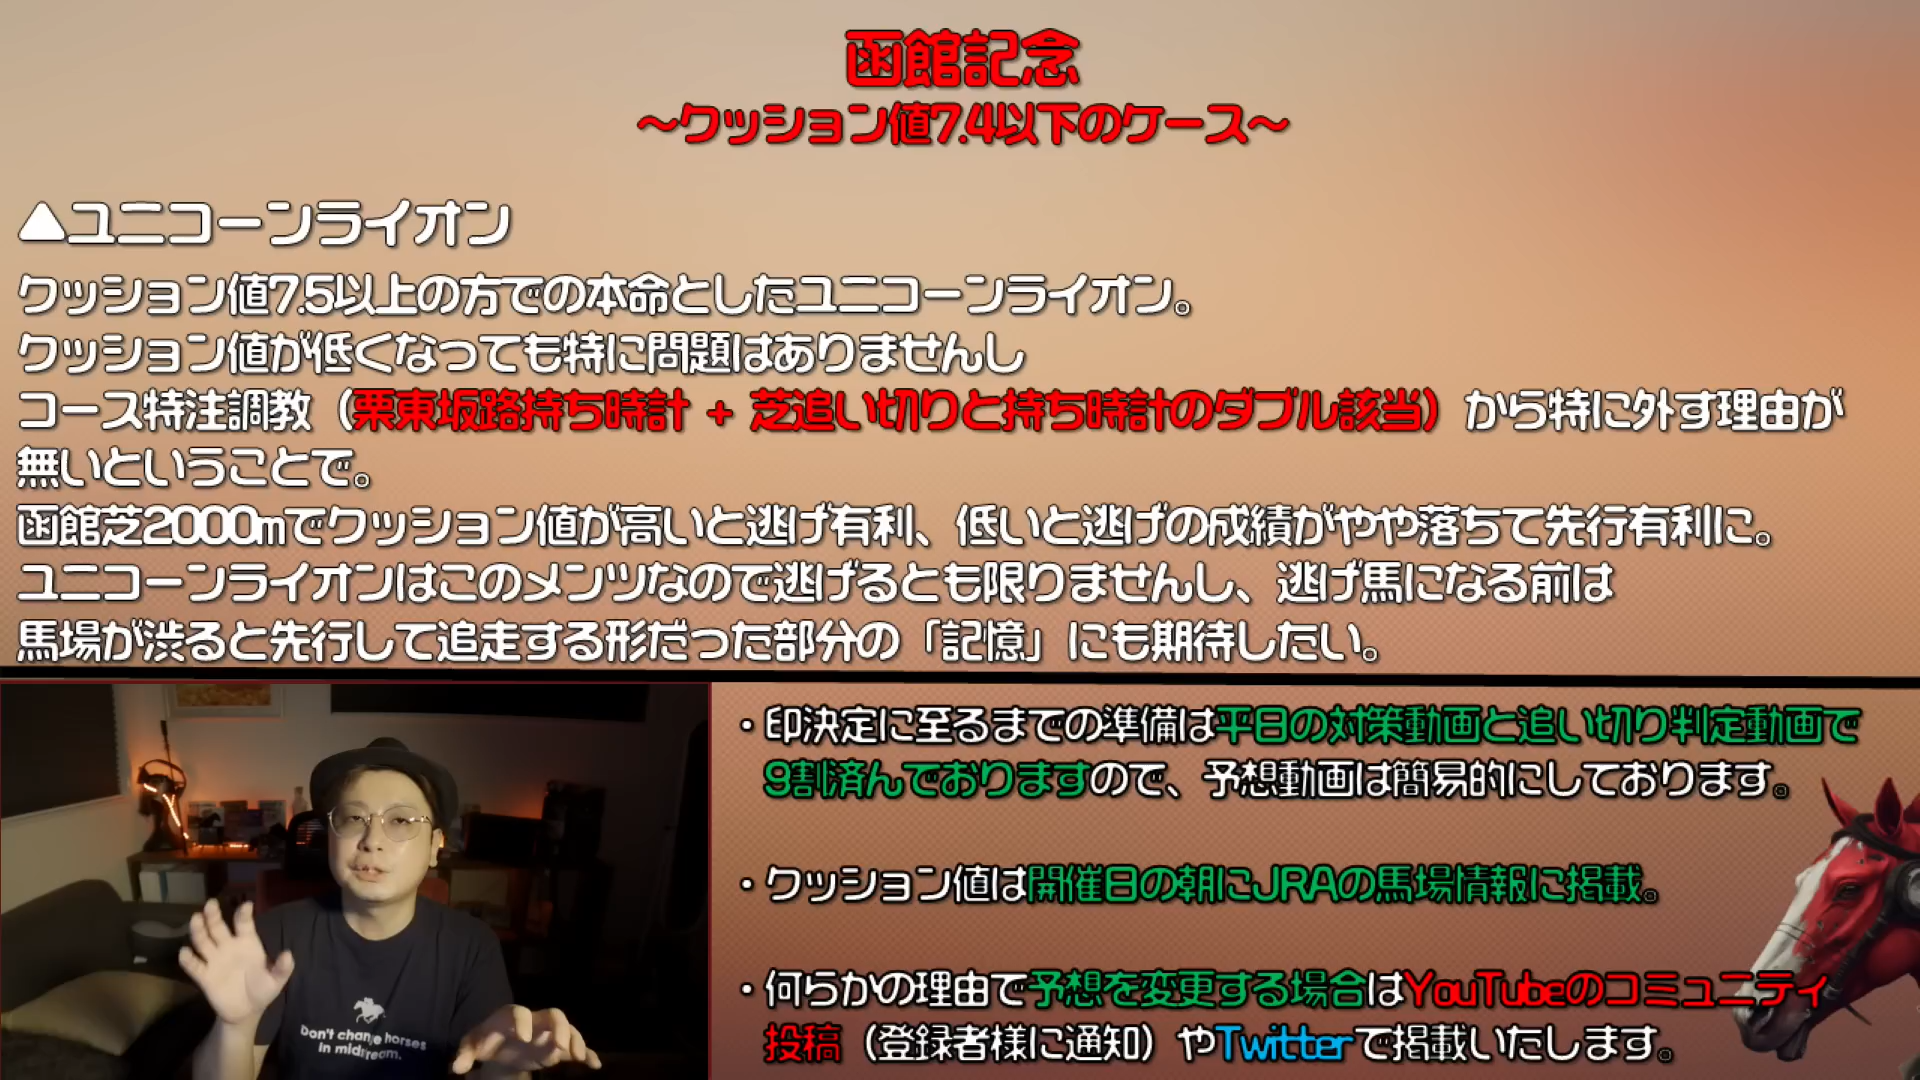 函館記念
～クッション値7.4以下のケース～
▲ユニコーンライオン
クッション値7.5以上の方での本命としたユニコーンライオン。
クッション値が低くなっても特に問題はありませんし
コース特注調教（栗東坂路持ち時計 + 芝追い切りと持ち時計のダブル該当）から特に外す理由が
無いということで。
函館芝2000mでクッション値が高いと逃げ有利、低いと逃げの成績がやや落ちて先行有利に。
ユニコーンライオンはこのメンツなので逃げるとも限りませんし、逃げ馬になる前は
馬場が渋ると先行して追走する形だった部分の「記憶」にも期待したい。
・印決定に至るまでの準備は平日の対策動画と追い切り判定動画で
9割済んでおりますので、予想動画は簡易的にしております。
・クッション値は開催日の朝にJRAの馬場情報に掲載。
・何らかの理由で予想を変更する場合はYouTubeのコミュニティ
投稿（登録者様に通知）やTwitterで掲載いたします。
Don't change horses
in midstream.